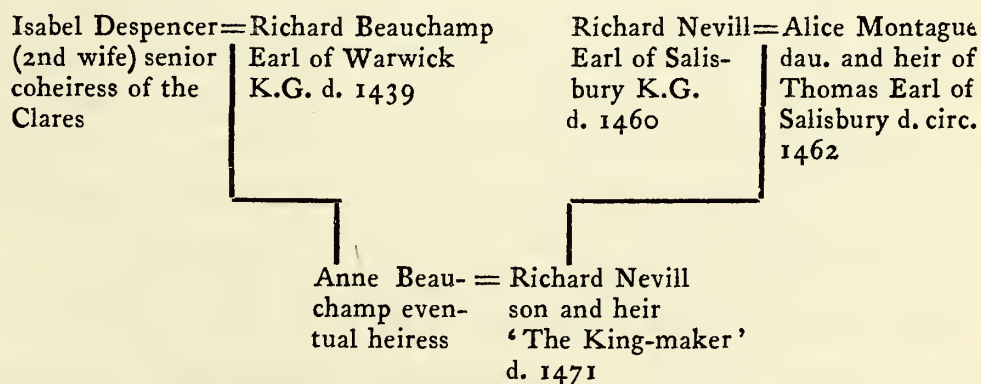 Isabel Despencer=Richard Beauchamp
(2nd wife) senior Earl of Warwick
coheiress of the K.G. d. 1439
Clares
Richard Nevill=Alice Montague
Earl of Salis- dau. and heir of
bury K.G. Thomas Earl of
d. 1460 Salisbury d. circ.
1462
Anne Beau- = Richard Nevill
champ even- son and heir
tual heiress ‘The King-maker’
d. 1471